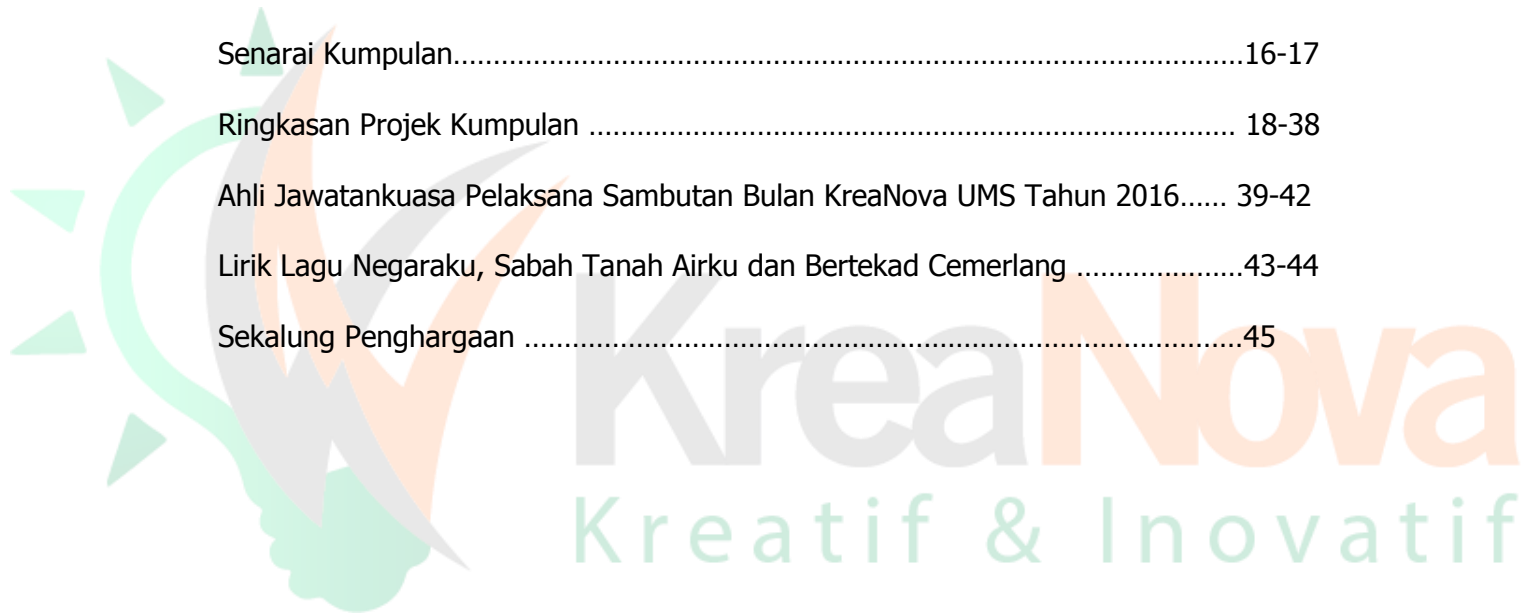 Senarai Kumpulan……………………………………………………………………………………16-17
Ringkasan Projek Kumpulan …………………………………………………………………… 18-38
Ahli Jawatankuasa Pelaksana Sambutan Bulan KreaNova UMS Tahun 2016…… 39-42
Lirik Lagu Negaraku, Sabah Tanah Airku dan Bertekad Cemerlang …………………43-44
Sekalung Penghargaan ……………………………………………………………………………45
KreaNova
Kreatif & Inovatif